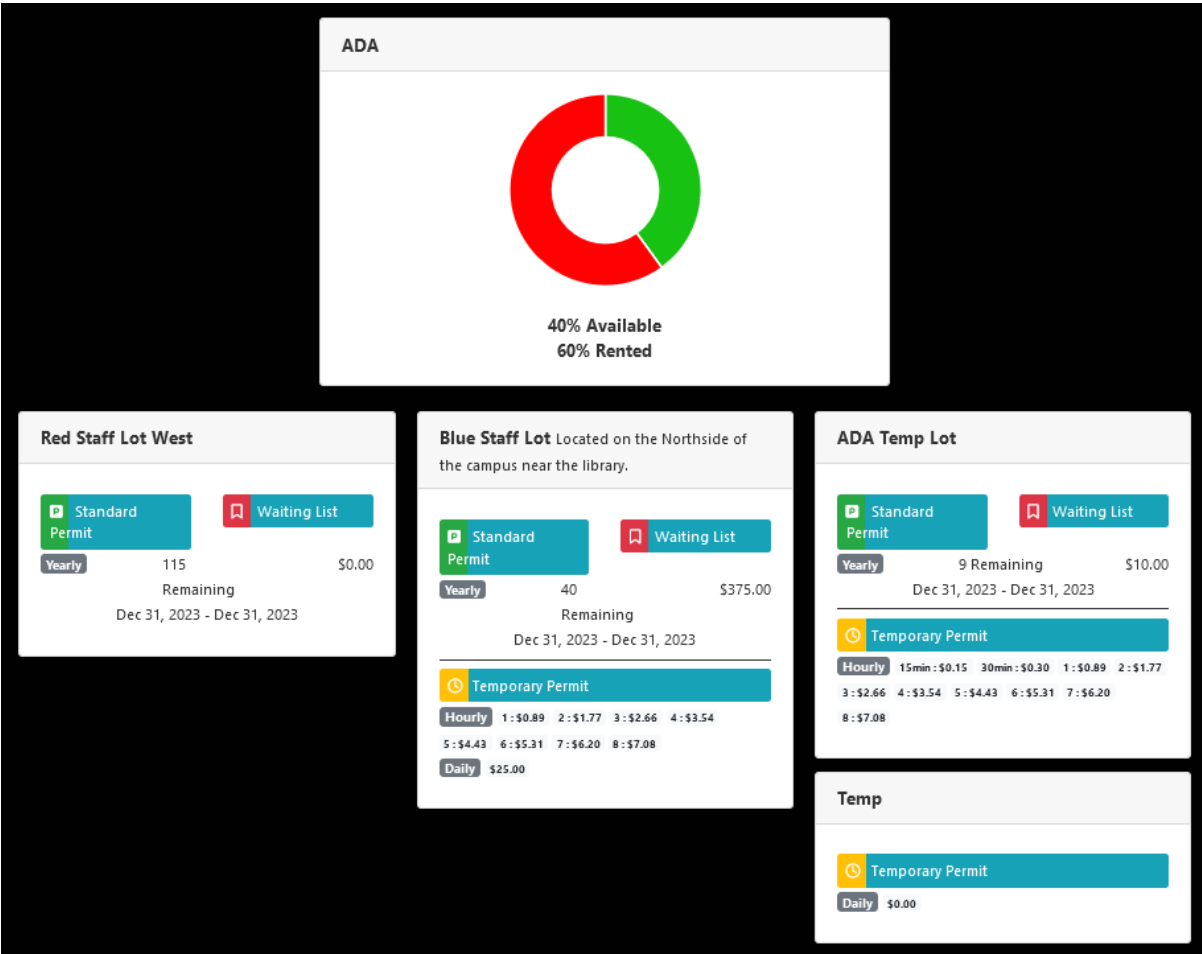 ADA
40% Available
60% Rented
Red Staff Lot West
Standard
Permit
Waiting List
Yearly 115 $0.00
Remaining
Dec 31, 2023 - Dec 31, 2023
Blue Staff Lot Located on the Northside of
the campus near the library.
Standard
Permit
Waiting List
Yearly 40 $375.00
Remaining
Dec 31, 2023 - Dec 31, 2023
Temporary Permit
Hourly 1 : $0.89 2 : $1.77 3 : $2.66 4 : $3.54
5 : $4.43 6 : $5.31 7 : $6.20 8 : $7.08
Daily $25.00
ADA Temp Lot
Standard
Permit
Waiting List
Yearly 9 Remaining $10.00
Dec 31, 2023 - Dec 31, 2023
Temporary Permit
Hourly 15min : $0.15 30min : $0.30 1 : $0.89 2 : $1.77
3 : $2.66 4 : $3.54 5 : $4.43 6 : $5.31 7 : $6.20
8 : $7.08
Temp
Temporary Permit
Daily $0.00